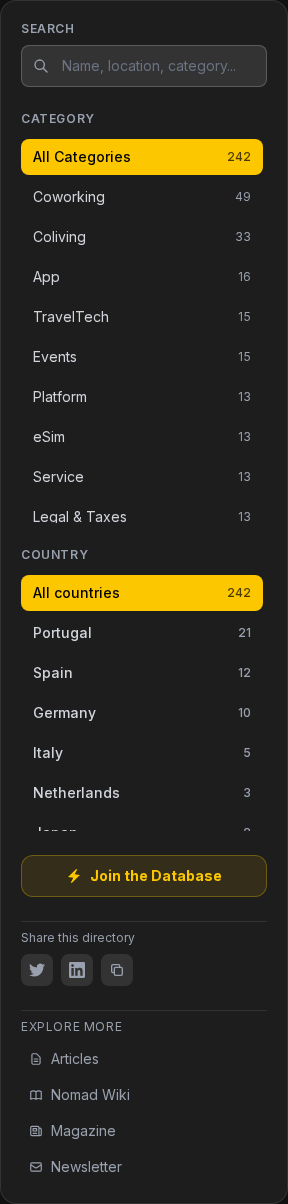 SEARCH
Name, location, category...
CATEGORY
All Categories 242
Coworking 49
Coliving 33
App 16
TravelTech 15
Events 15
Platform 13
eSim 13
Service 13
Legal & Taxes 13
COUNTRY
All countries 242
Portugal 21
Spain 12
Germany 10
Italy 5
Netherlands 3
Join the Database
Share this directory
EXPLORE MORE
Articles
Nomad Wiki
Magazine
Newsletter